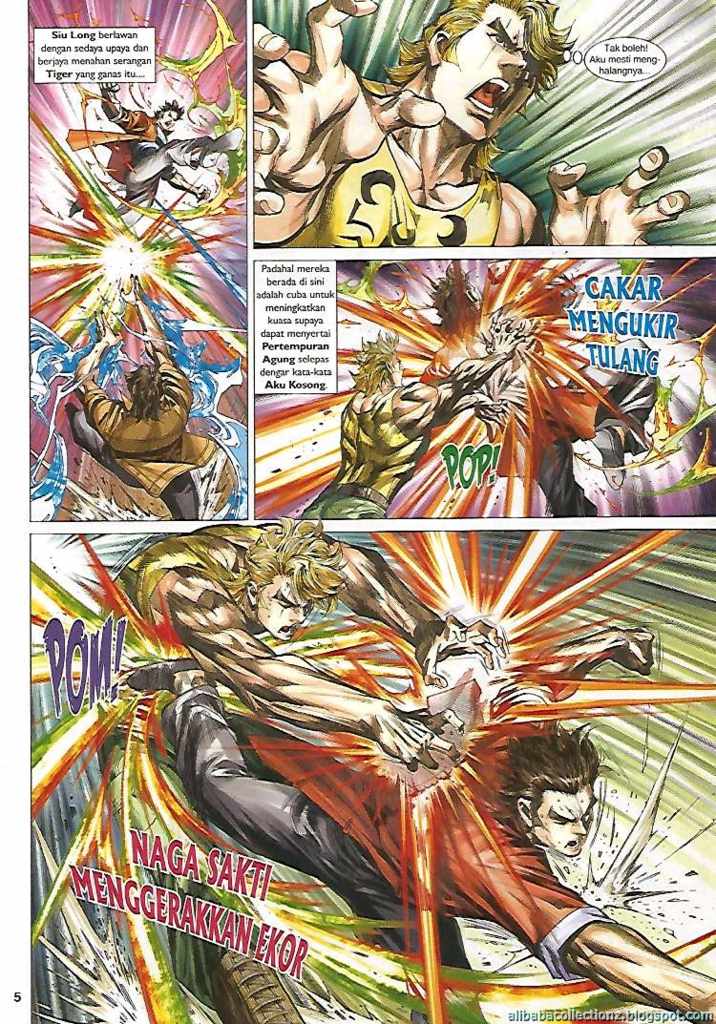 Siu Long berlawan
dengan sedaya upaya dan
berjaya menahan serangan
Tiger yang ganas itu....
Tak boleh!
Aku mesti meng-
halangnya...
Padahal mereka
berada di sini
adalah cuba untuk
meningkatkan
kuasa supaya
dapat menyertai
Pertempuran
Agung selepas
dengar kata-kata
Aku Kosong.
CAKAR
MENGUKIR
TULANG
POP!
POM!
NAGA SAKTI
MENGGERAKKAN EKOR
5
alibabacollectionz.blogspot.com